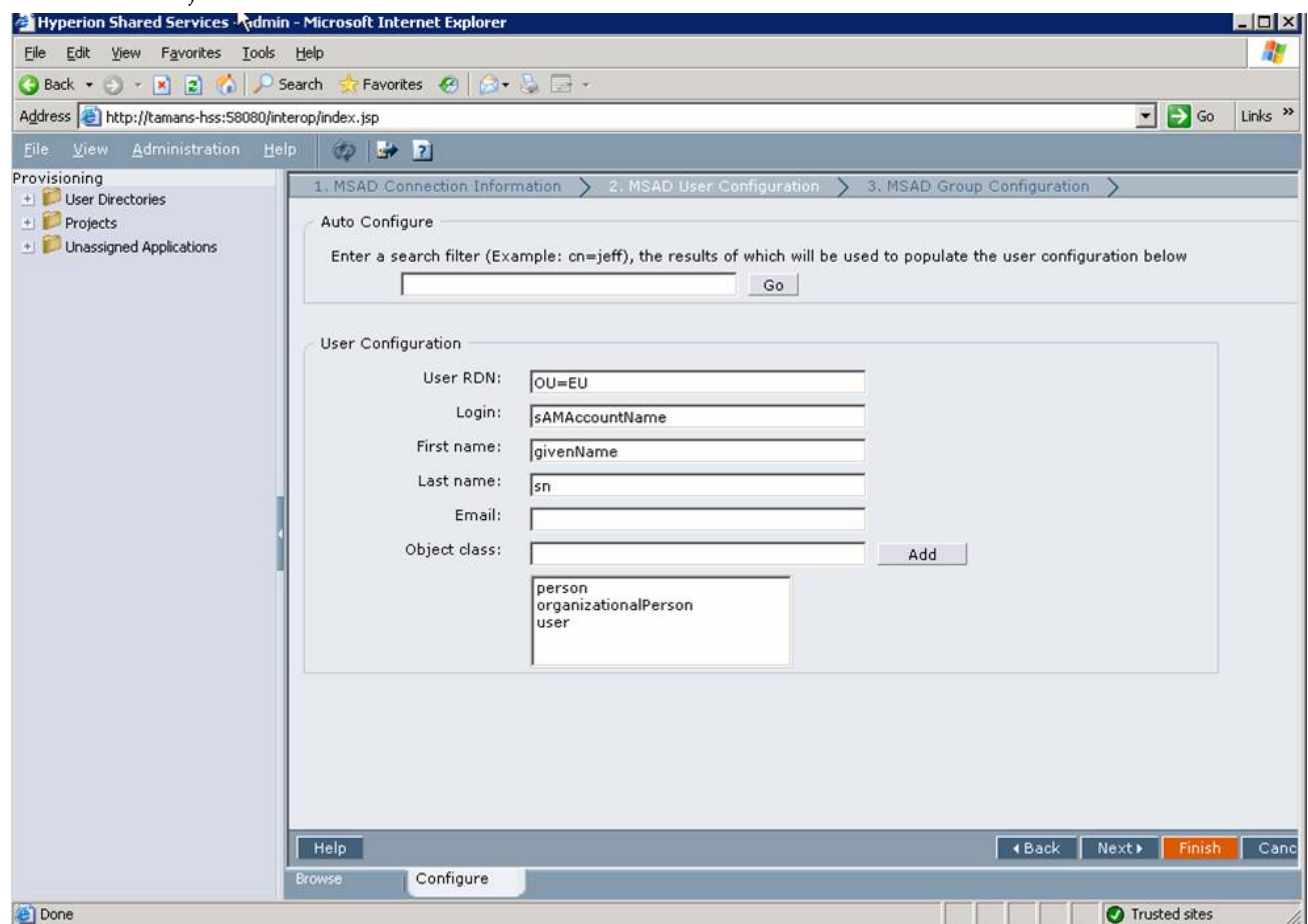 Hyperion Shared Services - Admin - Microsoft Internet Explorer
File Edit View Favorites Tools Help
Back Search Favorites
Address http://tamans-hss:58080/interop/index.jsp Go Links »
File View Administration Help
Provisioning
User Directories
Projects
Unassigned Applications
1. MSAD Connection Information 2. MSAD User Configuration 3. MSAD Group Configuration
Auto Configure
Enter a search filter (Example: cn=jeff), the results of which will be used to populate the user configuration below
Go
User Configuration
User RDN: OU=EU
Login: sAMAccountName
First name: givenName
Last name: sn
Email:
Object class: Add
person
organizationalPerson
user
Help Back Next Finish Canc
Browse Configure
Done Trusted sites